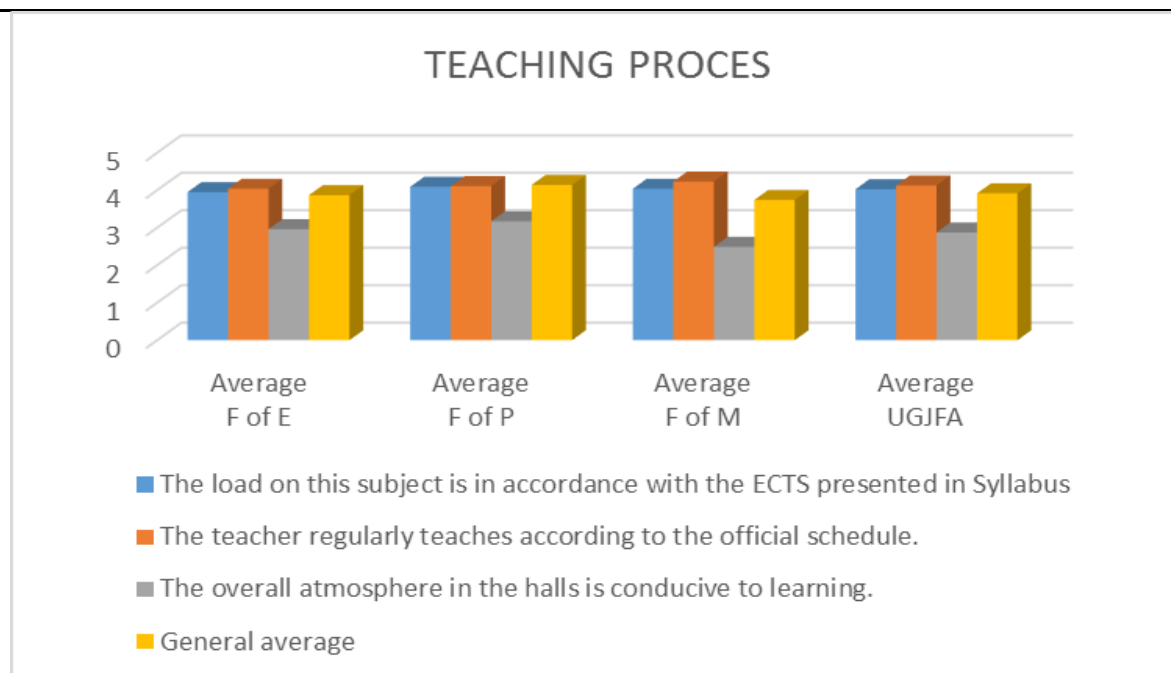 TEACHING PROCES
5
4
3
2
1
0
Average
F of E
Average
F of P
Average
F of M
Average
UGJFA
The load on this subject is in accordance with the ECTS presented in Syllabus
The teacher regularly teaches according to the official schedule.
The overall atmosphere in the halls is conducive to learning.
General average